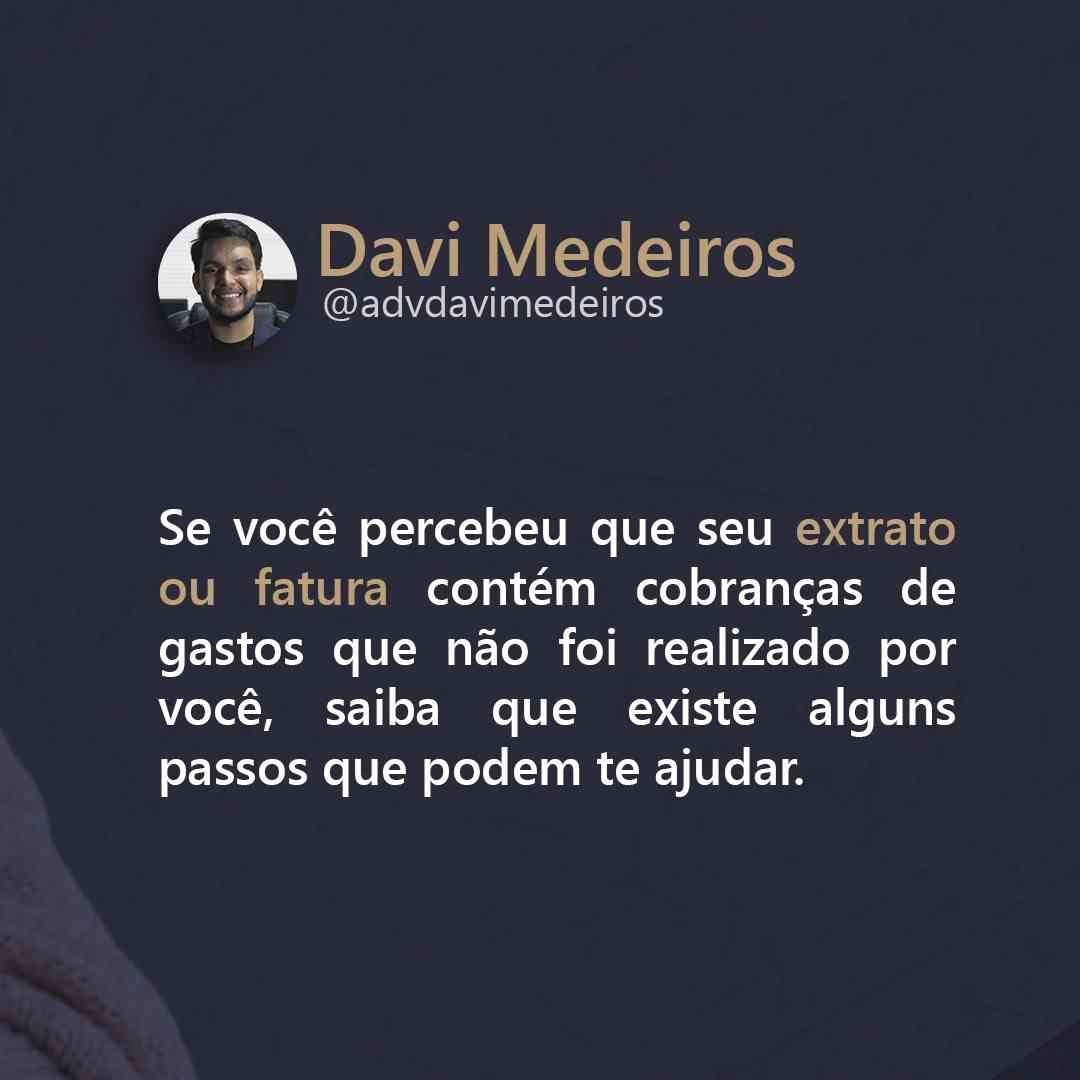 Davi Medeiros
@advdavimedeiros
Se você percebeu que seu extrato
ou fatura contém cobranças de
gastos que não foi realizado por
você, saiba que existe alguns
passos que podem te ajudar.